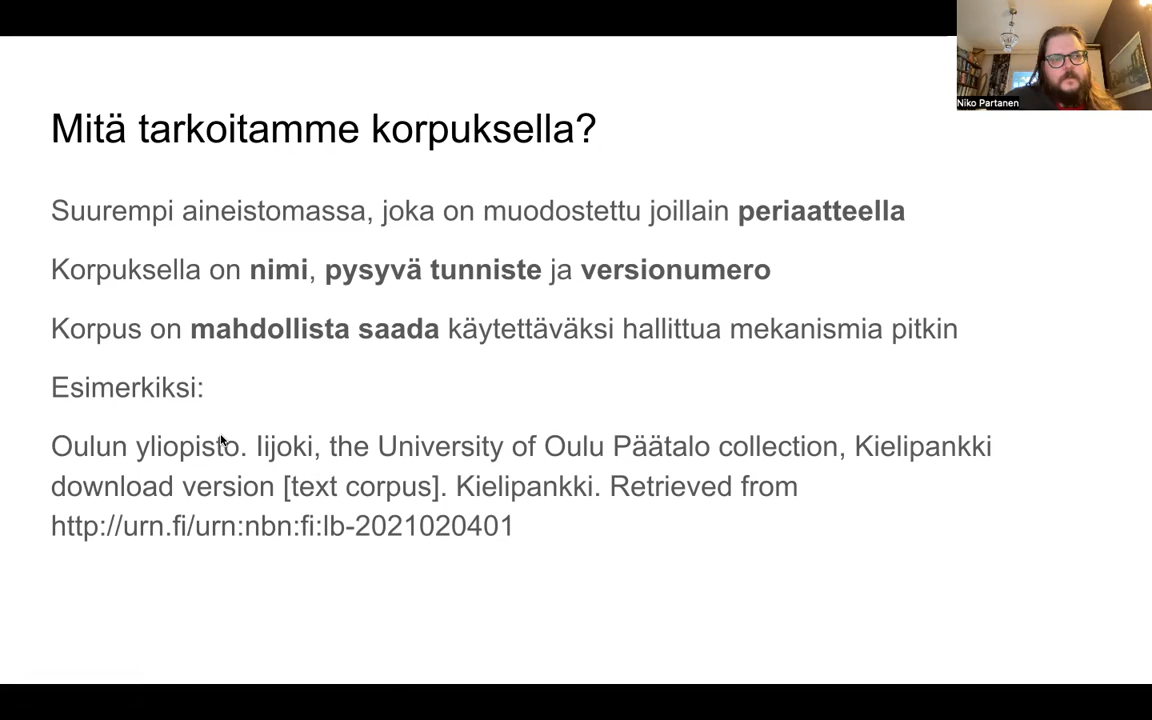 Niko Partanen
Mitä tarkoitamme korpuksella?
Suurempi aineistomassa, joka on muodostettu joillain periaatteella
Korpuksella on nimi, pysyvä tunniste ja versionumero
Korpus on mahdollista saada käytettäväksi hallittua mekanismia pitkin
Esimerkiksi:
Oulun yliopisto. Iijoki, the University of Oulu Päätalo collection, Kielipankki
download version [text corpus]. Kielipankki. Retrieved from
http://urn.fi/urn:nbn:fi:lb-2021020401